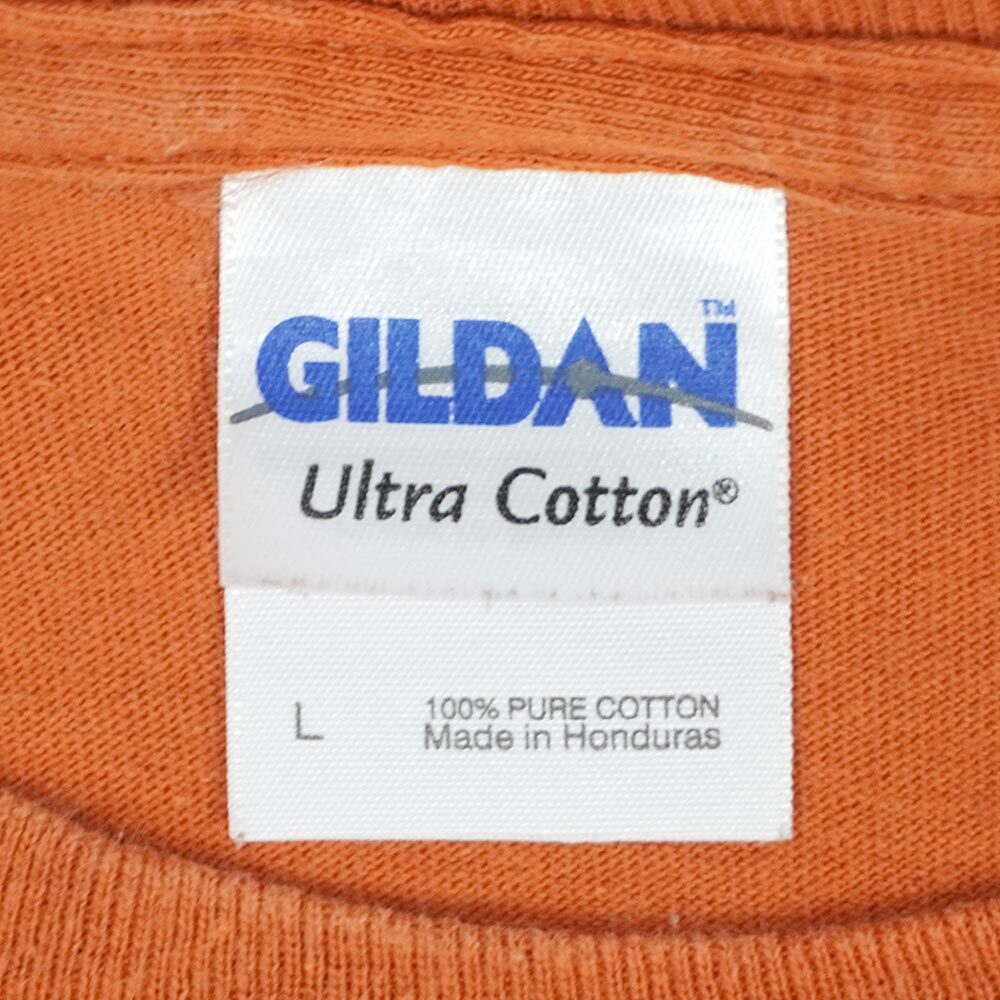 GILDAN™
Ultra Cotton®
L 100% PURE COTTON
Made in Honduras